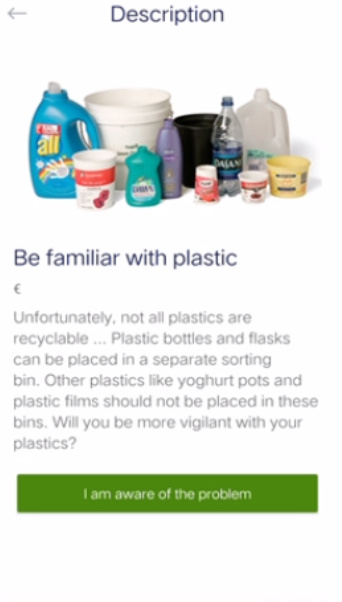 Description
all
DAJANI
Be familiar with plastic
€
Unfortunately, not all plastics are
recyclable ... Plastic bottles and flasks
can be placed in a separate sorting
bin. Other plastics like yoghurt pots and
plastic films should not be placed in these
bins. Will you be more vigilant with your
plastics?
I am aware of the problem